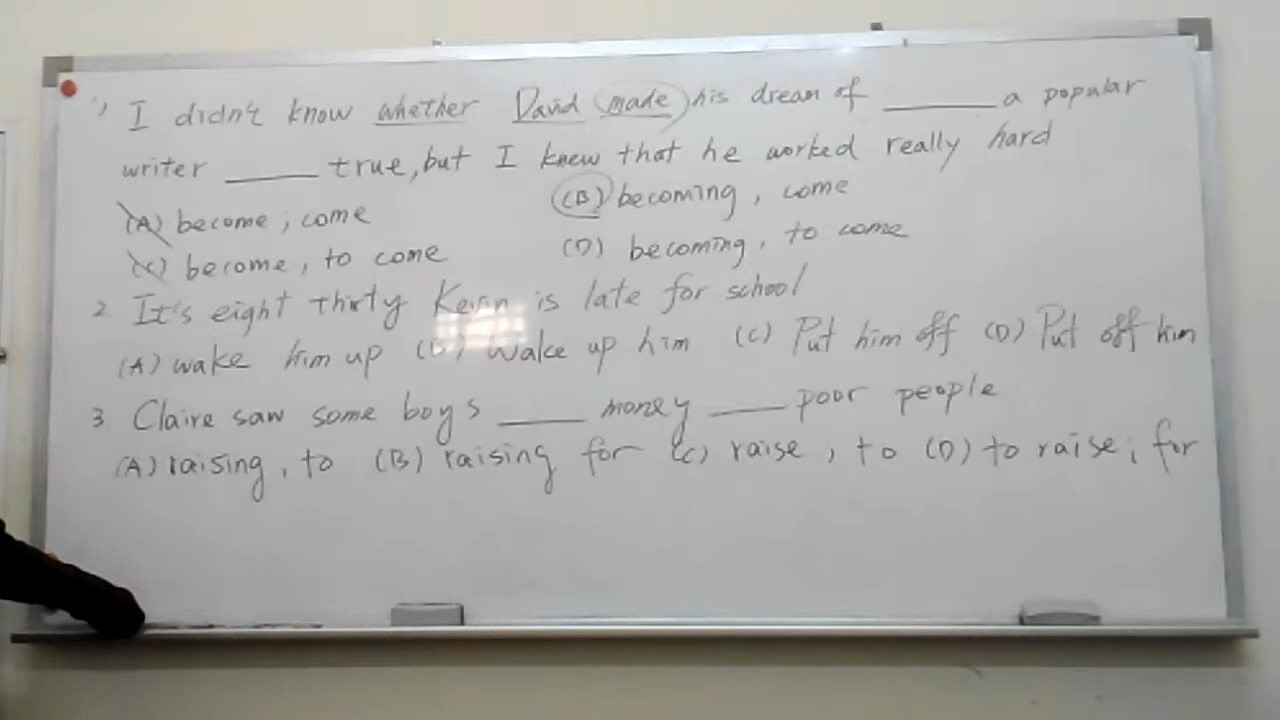 1, I didn't know whether David made his dream of ______ a popular
writer _____ true, but I knew that he worked really hard
(A) become ; come (B) becoming , come
(C) become , to come (D) becoming , to come
2. It's eight thirty Kevin is late for school
(A) wake him up (B) wake up him (C) Put him off (D) Put off him
3 Claire saw some boys _____ money _____ poor people
(A) raising , to (B) raising for (C) raise , to (D) to raise ; for